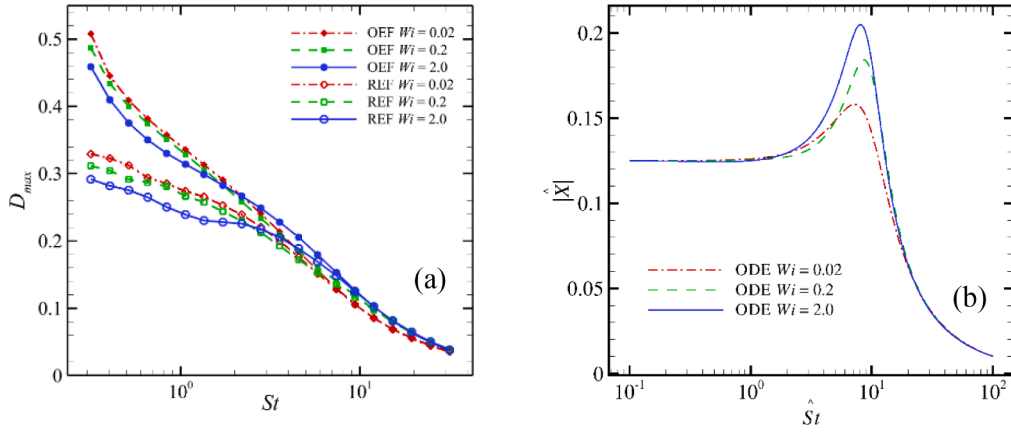 (a)
OEF Wi = 0.02
OEF Wi = 0.2
OEF Wi = 2.0
REF Wi = 0.02
REF Wi = 0.2
REF Wi = 2.0
0.5
0.4
0.3
0.2
0.1
0
D_max
10^0
10^1
St
(b)
ODE Wi = 0.02
ODE Wi = 0.2
ODE Wi = 2.0
0.2
0.15
0.1
0.05
0
|X̂|
10^-1
10^0
10^1
10^2
Ŝt